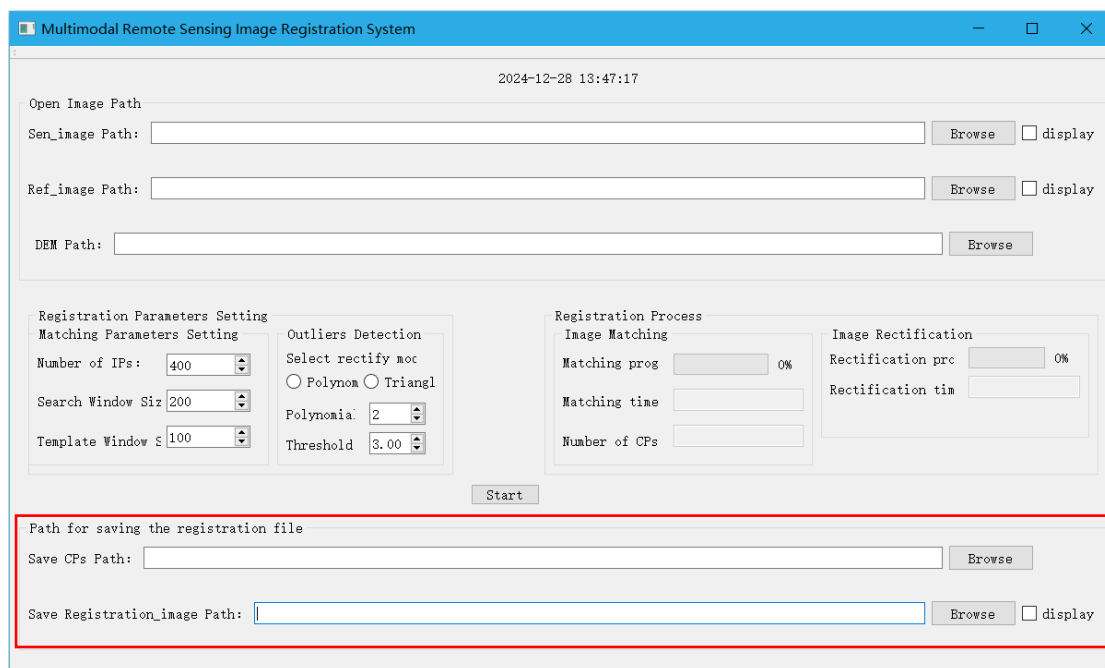 Multimodal Remote Sensing Image Registration System
2024-12-28 13:47:17
Open Image Path
Sen_image Path: Browse display
Ref_image Path: Browse display
DEM Path: Browse
Registration Parameters Setting
Matching Parameters Setting
Number of IPs: 400
Search Window Siz 200
Template Window S 100
Outliers Detection
Select rectify moc
Polynom Triangl
Polynomia 2
Threshold 3.00
Registration Process
Image Matching
Matching prog 0%
Matching time
Number of CPs
Image Rectification
Rectification prc 0%
Rectification tim
Start
Path for saving the registration file
Save CPs Path: Browse
Save Registration_image Path: Browse display